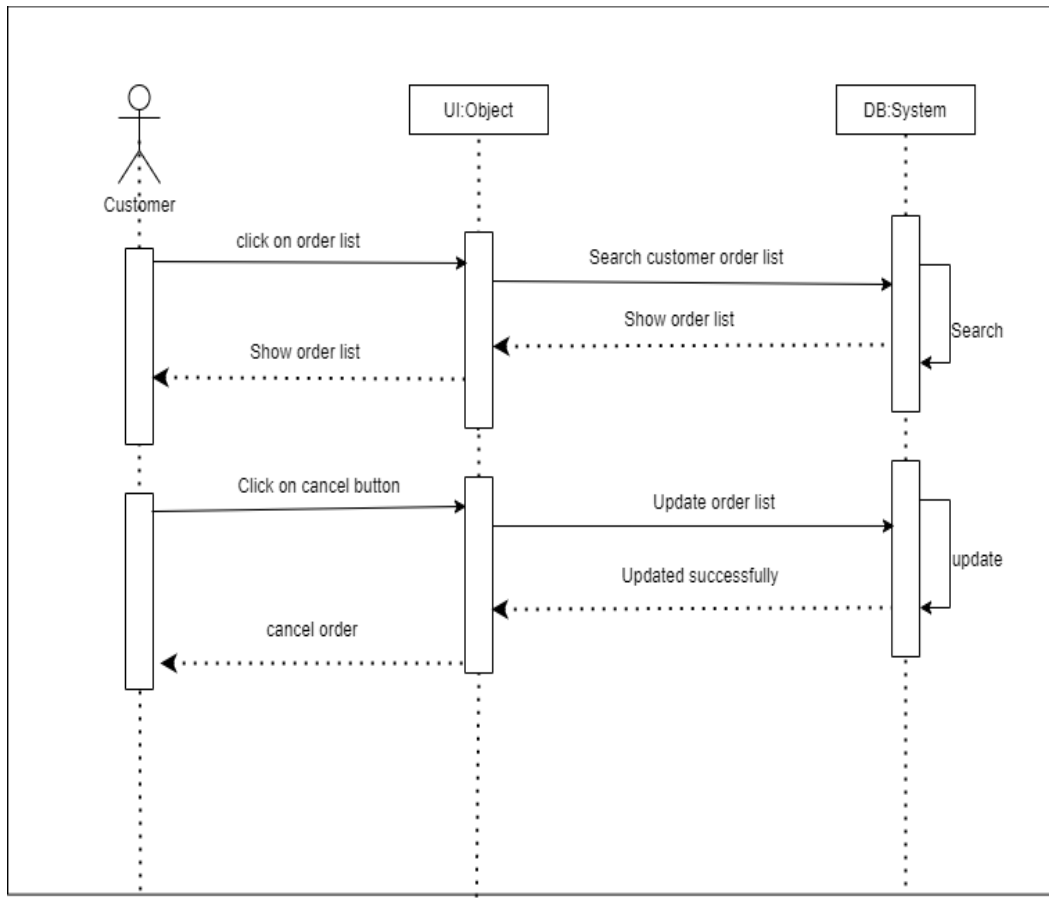 UI:Object
DB:System
Customer
click on order list
Search customer order list
Show order list
Search
Show order list
Click on cancel button
Update order list
update
Updated successfully
cancel order